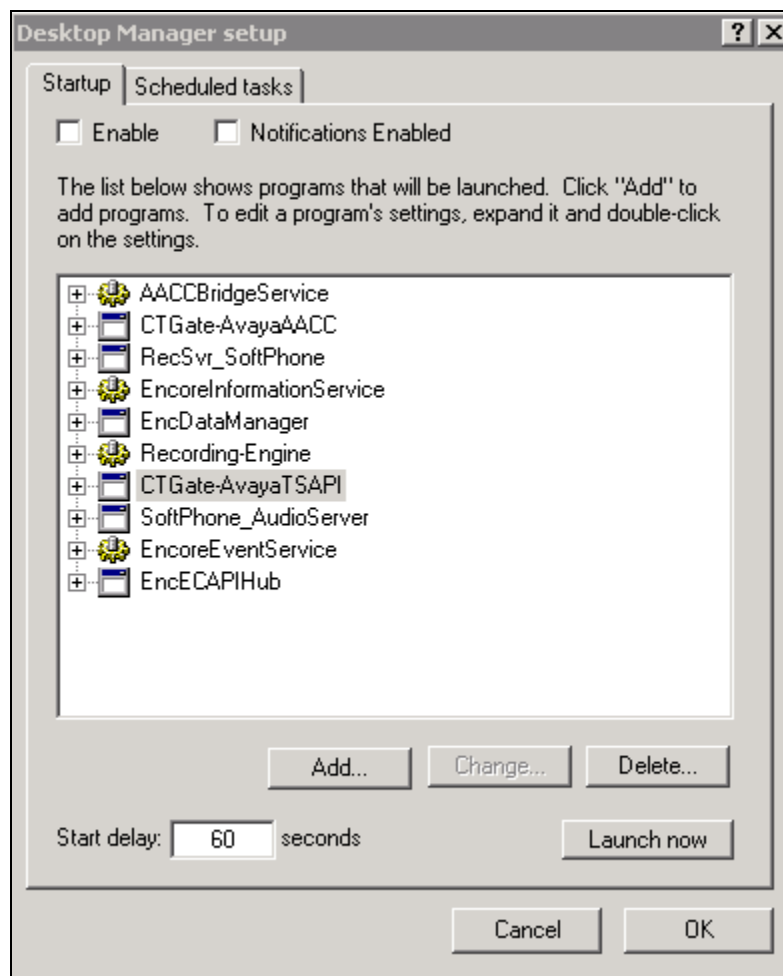 Desktop Manager setup
Startup
Scheduled tasks
Enable
Notifications Enabled
The list below shows programs that will be launched. Click "Add" to
add programs. To edit a program's settings, expand it and double-click
on the settings.
AACCBridgeService
CTGate-AvayaAACC
RecSvr_SoftPhone
EncoreInformationService
EncDataManager
Recording-Engine
CTGate-AvayaTSAPI
SoftPhone_AudioServer
EncoreEventService
EncECAPIHub
Add...
Change...
Delete...
Start delay: 60 seconds
Launch now
Cancel
OK